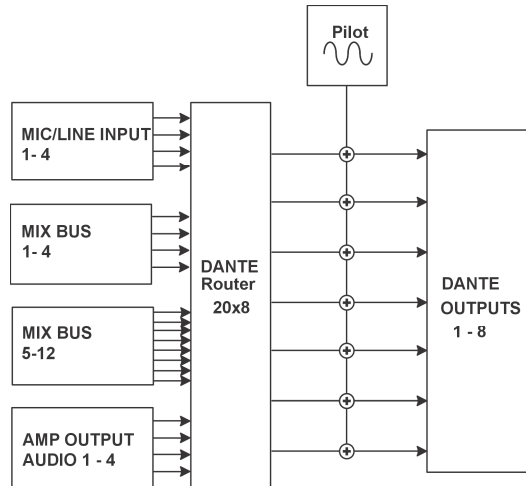 Pilot
MIC/LINE INPUT
1- 4
MIX BUS
1- 4
MIX BUS
5-12
AMP OUTPUT
AUDIO 1 - 4
DANTE
Router
20x8
DANTE
OUTPUTS
1 - 8